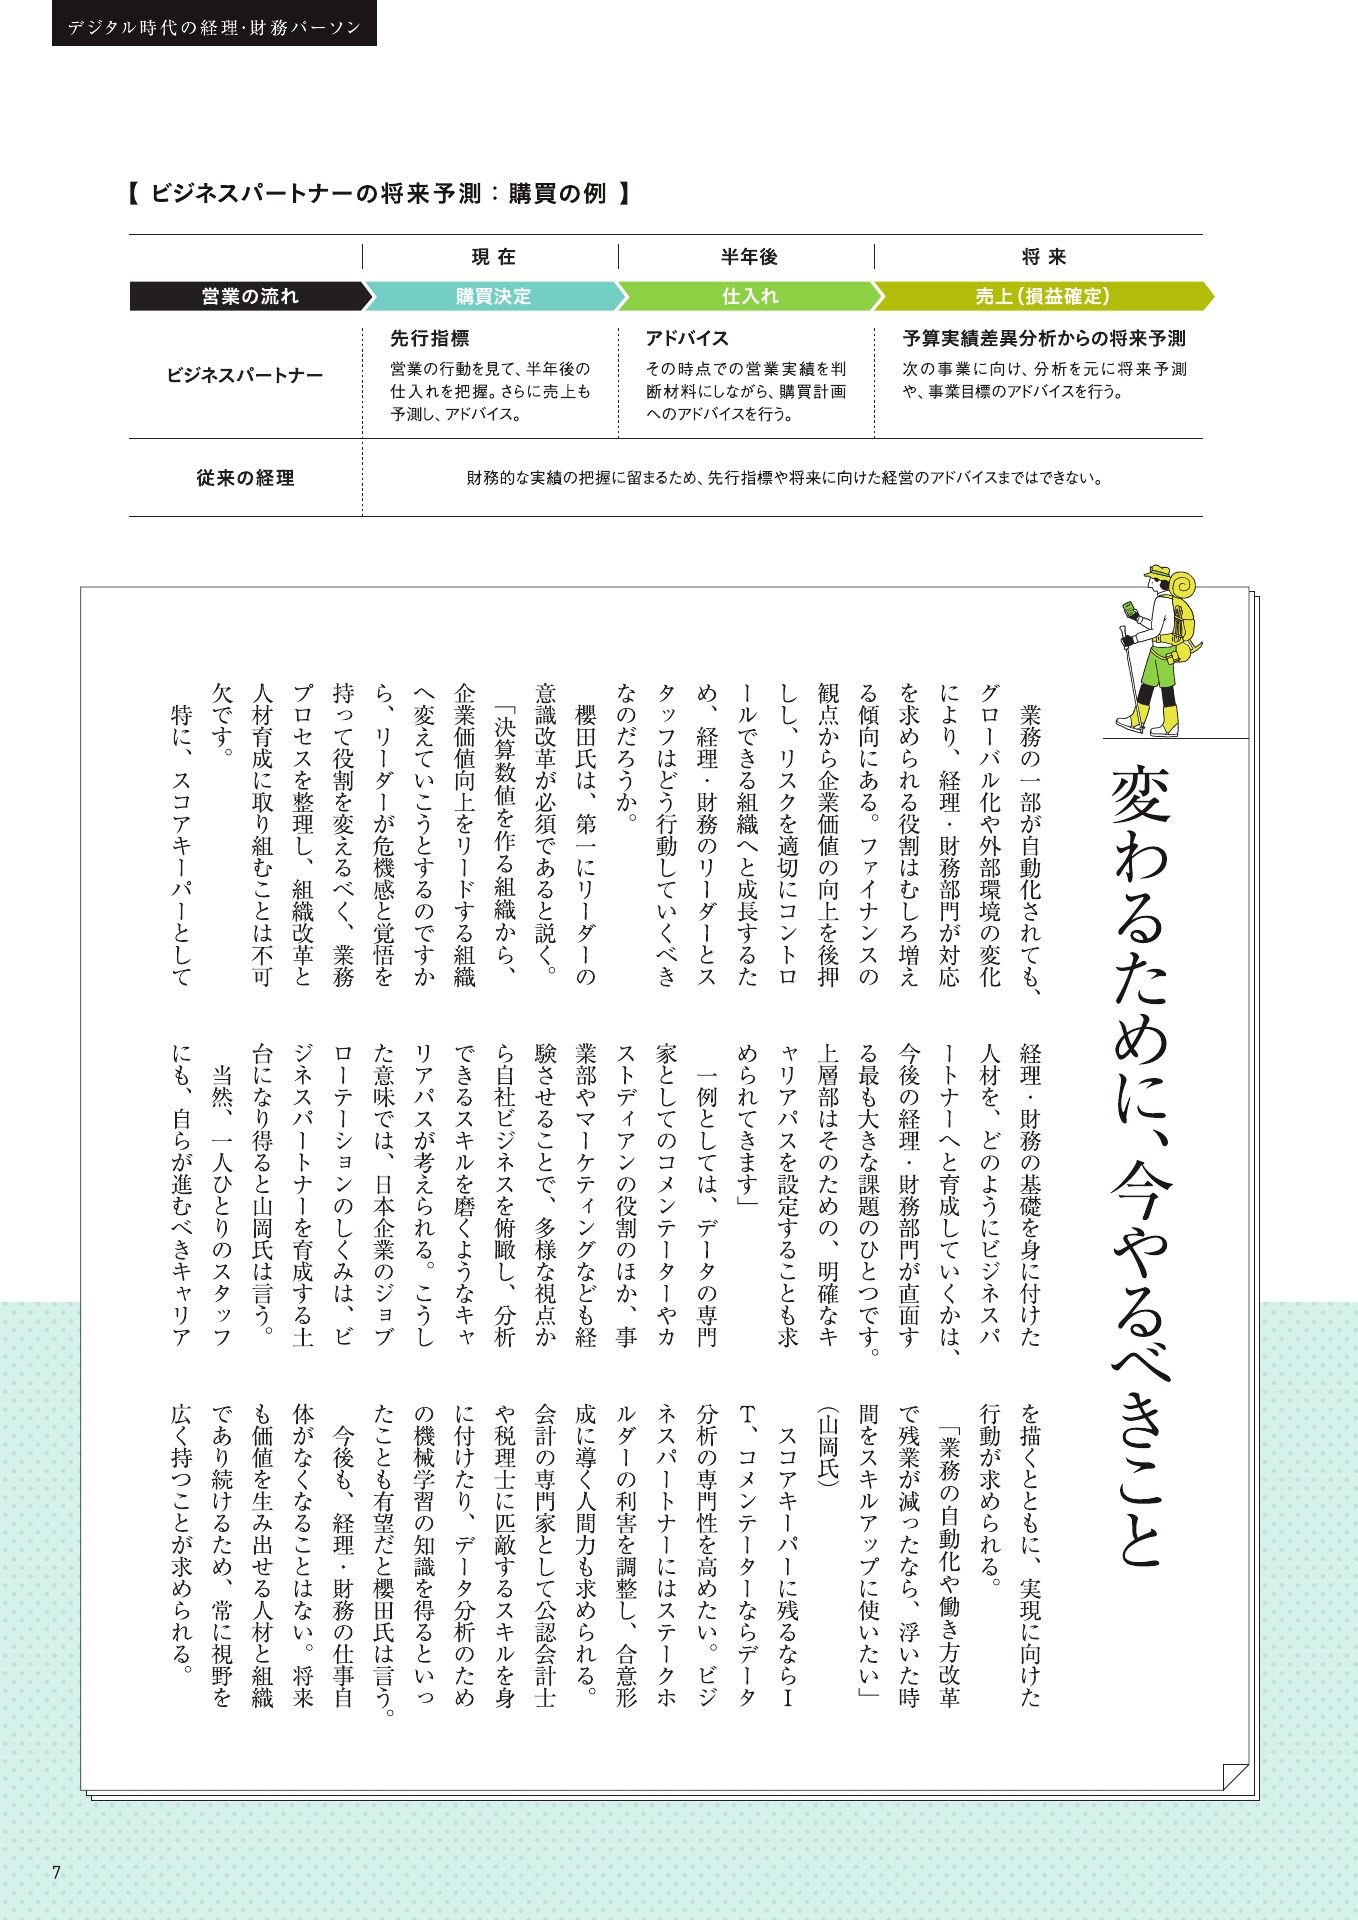 デジタル時代の経理・財務パーソン
【 ビジネスパートナーの将来予測：購買の例 】
現 在
半年後
将 来
営業の流れ
購買決定
仕入れ
売上（損益確定）
ビジネスパートナー
先行指標
営業の行動を見て、半年後の
仕入れを把握。さらに売上も
予測し、アドバイス。
アドバイス
その時点での営業実績を判
断材料にしながら、購買計画
へのアドバイスを行う。
予算実績差異分析からの将来予測
次の事業に向け、分析を元に将来予測
や、事業目標のアドバイスを行う。
従来の経理
財務的な実績の把握に留まるため、先行指標や将来に向けた経営のアドバイスまではできない。
変わるために、今やるべきこと
業務の一部が自動化されても、
グローバル化や外部環境の変化
により、経理・財務部門が対応
を求められる役割はむしろ増え
る傾向にある。ファイナンスの
観点から企業価値の向上を後押
しし、リスクを適切にコントロ
ールできる組織へと成長するた
め、経理・財務のリーダーとス
タッフはどう行動していくべき
なのだろうか。
櫻田氏は、第一にリーダーの
意識改革が必須であると説く。
「決算数値を作る組織から、
企業価値向上をリードする組織
へ変えていこうとするのですか
ら、リーダーが危機感と覚悟を
持って役割を変えるべく、業務
プロセスを整理し、組織改革と
人材育成に取り組むことは不可
欠です。
特に、スコアキーパーとして
経理・財務の基礎を身に付けた
人材を、どのようにビジネスパ
ートナーへと育成していくかは、
今後の経理・財務部門が直面す
る最も大きな課題のひとつです。
上層部はそのための、明確なキ
ャリアパスを設定することも求
められてきます」
一例としては、データの専門
家としてのコメンテーターやカ
ストディアンの役割のほか、事
業部やマーケティングなども経
験させることで、多様な視点か
ら自社ビジネスを俯瞰し、分析
できるスキルを磨くようなキャ
リアパスが考えられる。こうし
た意味では、日本企業のジョブ
ローテーションのしくみは、ビ
ジネスパートナーを育成する土
台になり得ると山岡氏は言う。
当然、一人ひとりのスタッフ
にも、自らが進むべきキャリア
を描くとともに、実現に向けた
行動が求められる。
「業務の自動化や働き方改革
で残業が減ったなら、浮いた時
間をスキルアップに使いたい」
（山岡氏）
スコアキーパーに残るならＩ
Ｔ、コメンテーターならデータ
分析の専門性を高めたい。ビジ
ネスパートナーにはステークホ
ルダーの利害を調整し、合意形
成に導く人間力も求められる。
会計の専門家として公認会計士
や税理士に匹敵するスキルを身
に付けたり、データ分析のため
の機械学習の知識を得るといっ
たことも有望だと櫻田氏は言う。
今後も、経理・財務の仕事自
体がなくなることはない。将来
も価値を生み出せる人材と組織
であり続けるため、常に視野を
広く持つことが求められる。
7